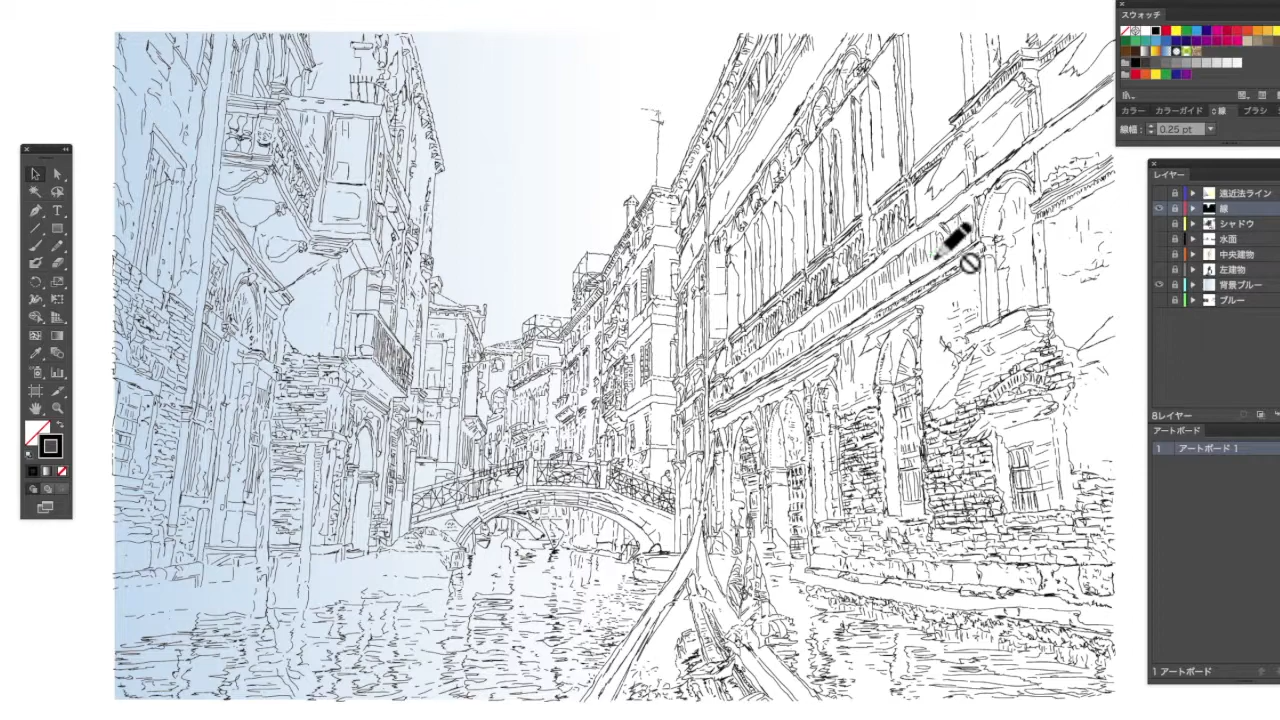 スウォッチ
カラー カラーガイド 線 ブラシ
線幅： 0.25 pt
レイヤー
遠近法ライン
線
シャドウ
水面
中央建物
左建物
背景ブルー
ブルー
8レイヤー
アートボード
1 アートボード 1
1 アートボード